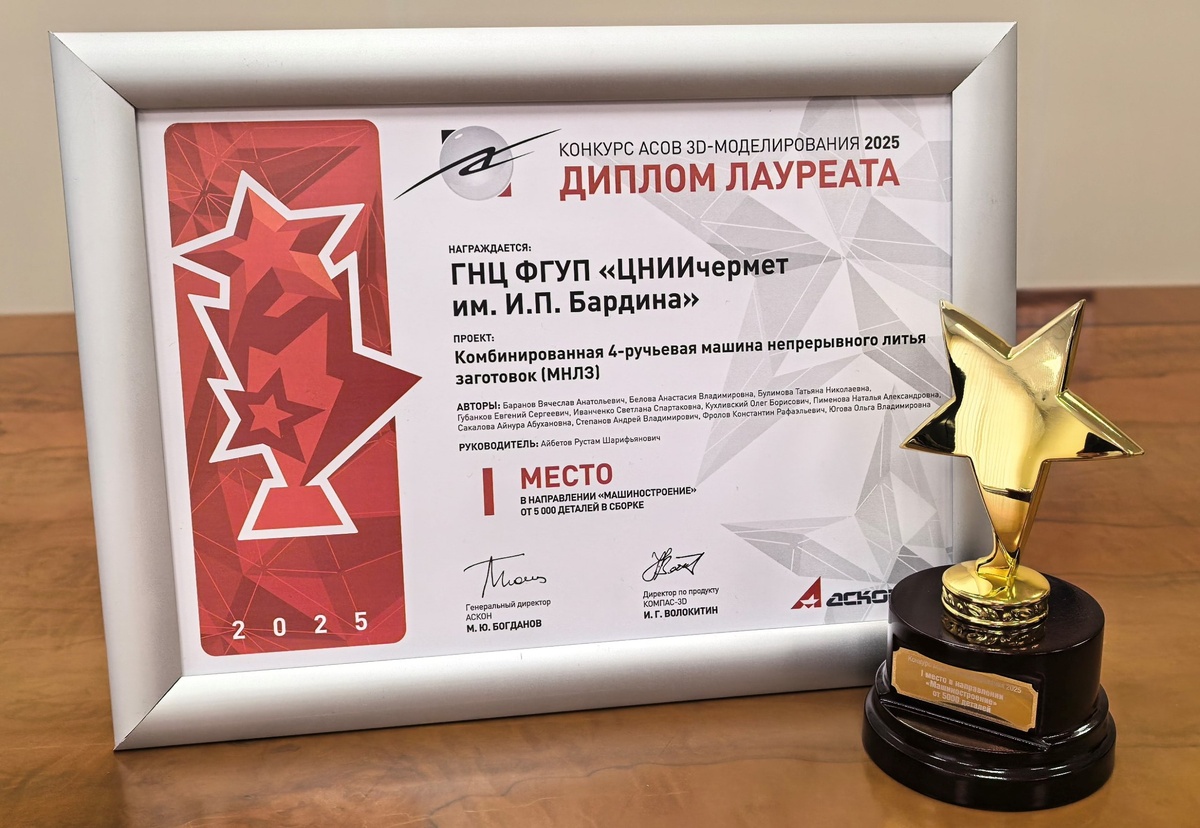 КОНКУРС АСОВ 3D-МОДЕЛИРОВАНИЯ 2025
ДИПЛОМ ЛАУРЕАТА
НАГРАЖДАЕТСЯ:
ГНЦ ФГУП «ЦНИИчермет
им. И.П. Бардина»
ПРОЕКТ:
Комбинированная 4-ручьевая машина непрерывного литья
заготовок (МНЛЗ)
АВТОРЫ: Баранов Вячеслав Анатольевич, Белова Анастасия Владимировна, Булимова Татьяна Николаевна,
Губанков Евгений Сергеевич, Иванченко Светлана Спартаковна, Кухливский Олег Борисович, Пименова Наталья Александровна,
Сакалова Айнура Абухановна, Степанов Андрей Владимирович, Фролов Константин Рафаэльевич, Югова Ольга Владимировна
РУКОВОДИТЕЛЬ: Айбетов Рустам Шарифьянович
I МЕСТО
В НАПРАВЛЕНИИ «МАШИНОСТРОЕНИЕ»
ОТ 5 000 ДЕТАЛЕЙ В СБОРКЕ
Генеральный директор
АСКОН
М. Ю. БОГДАНОВ
Директор по продукту
КОМПАС-3D
И. Г. ВОЛОКИТИН
АСКОН
2025
Конкурс 2025
I место в направлении
«Машиностроение»
от 5000 деталей